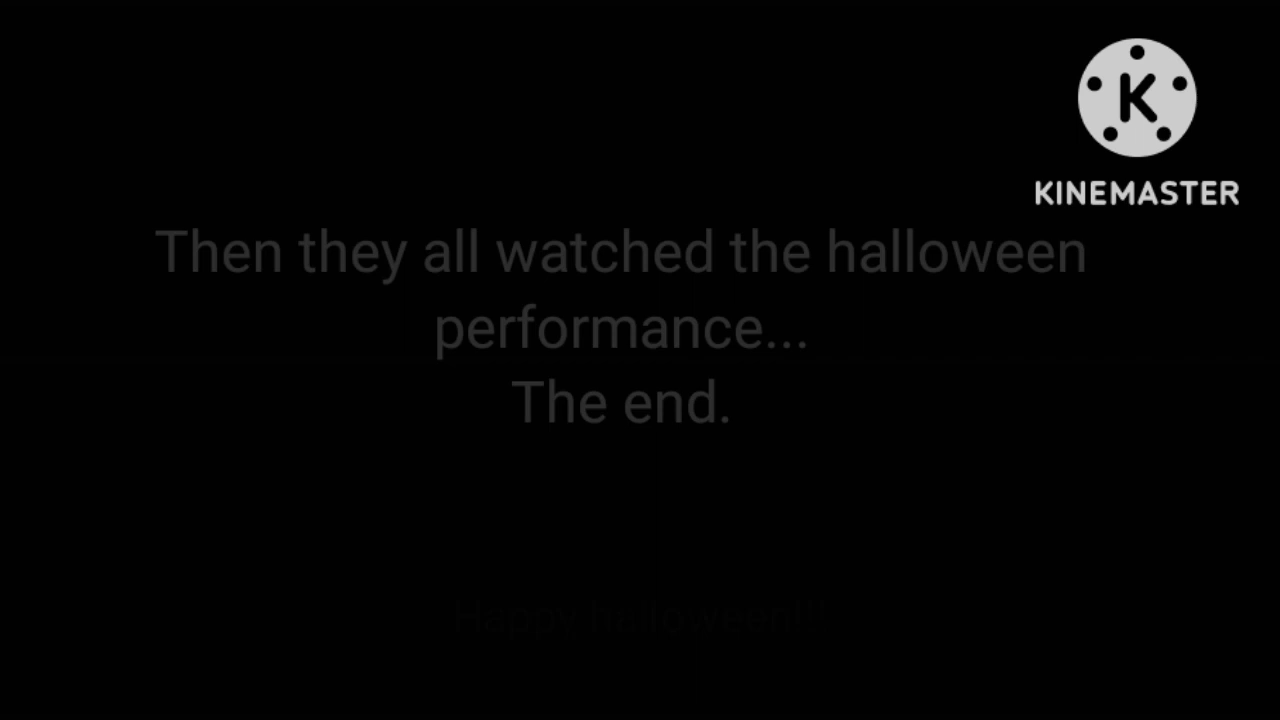 K
KINEMASTER
Then they all watched the halloween
performance...
The end.
Happy halloween!!